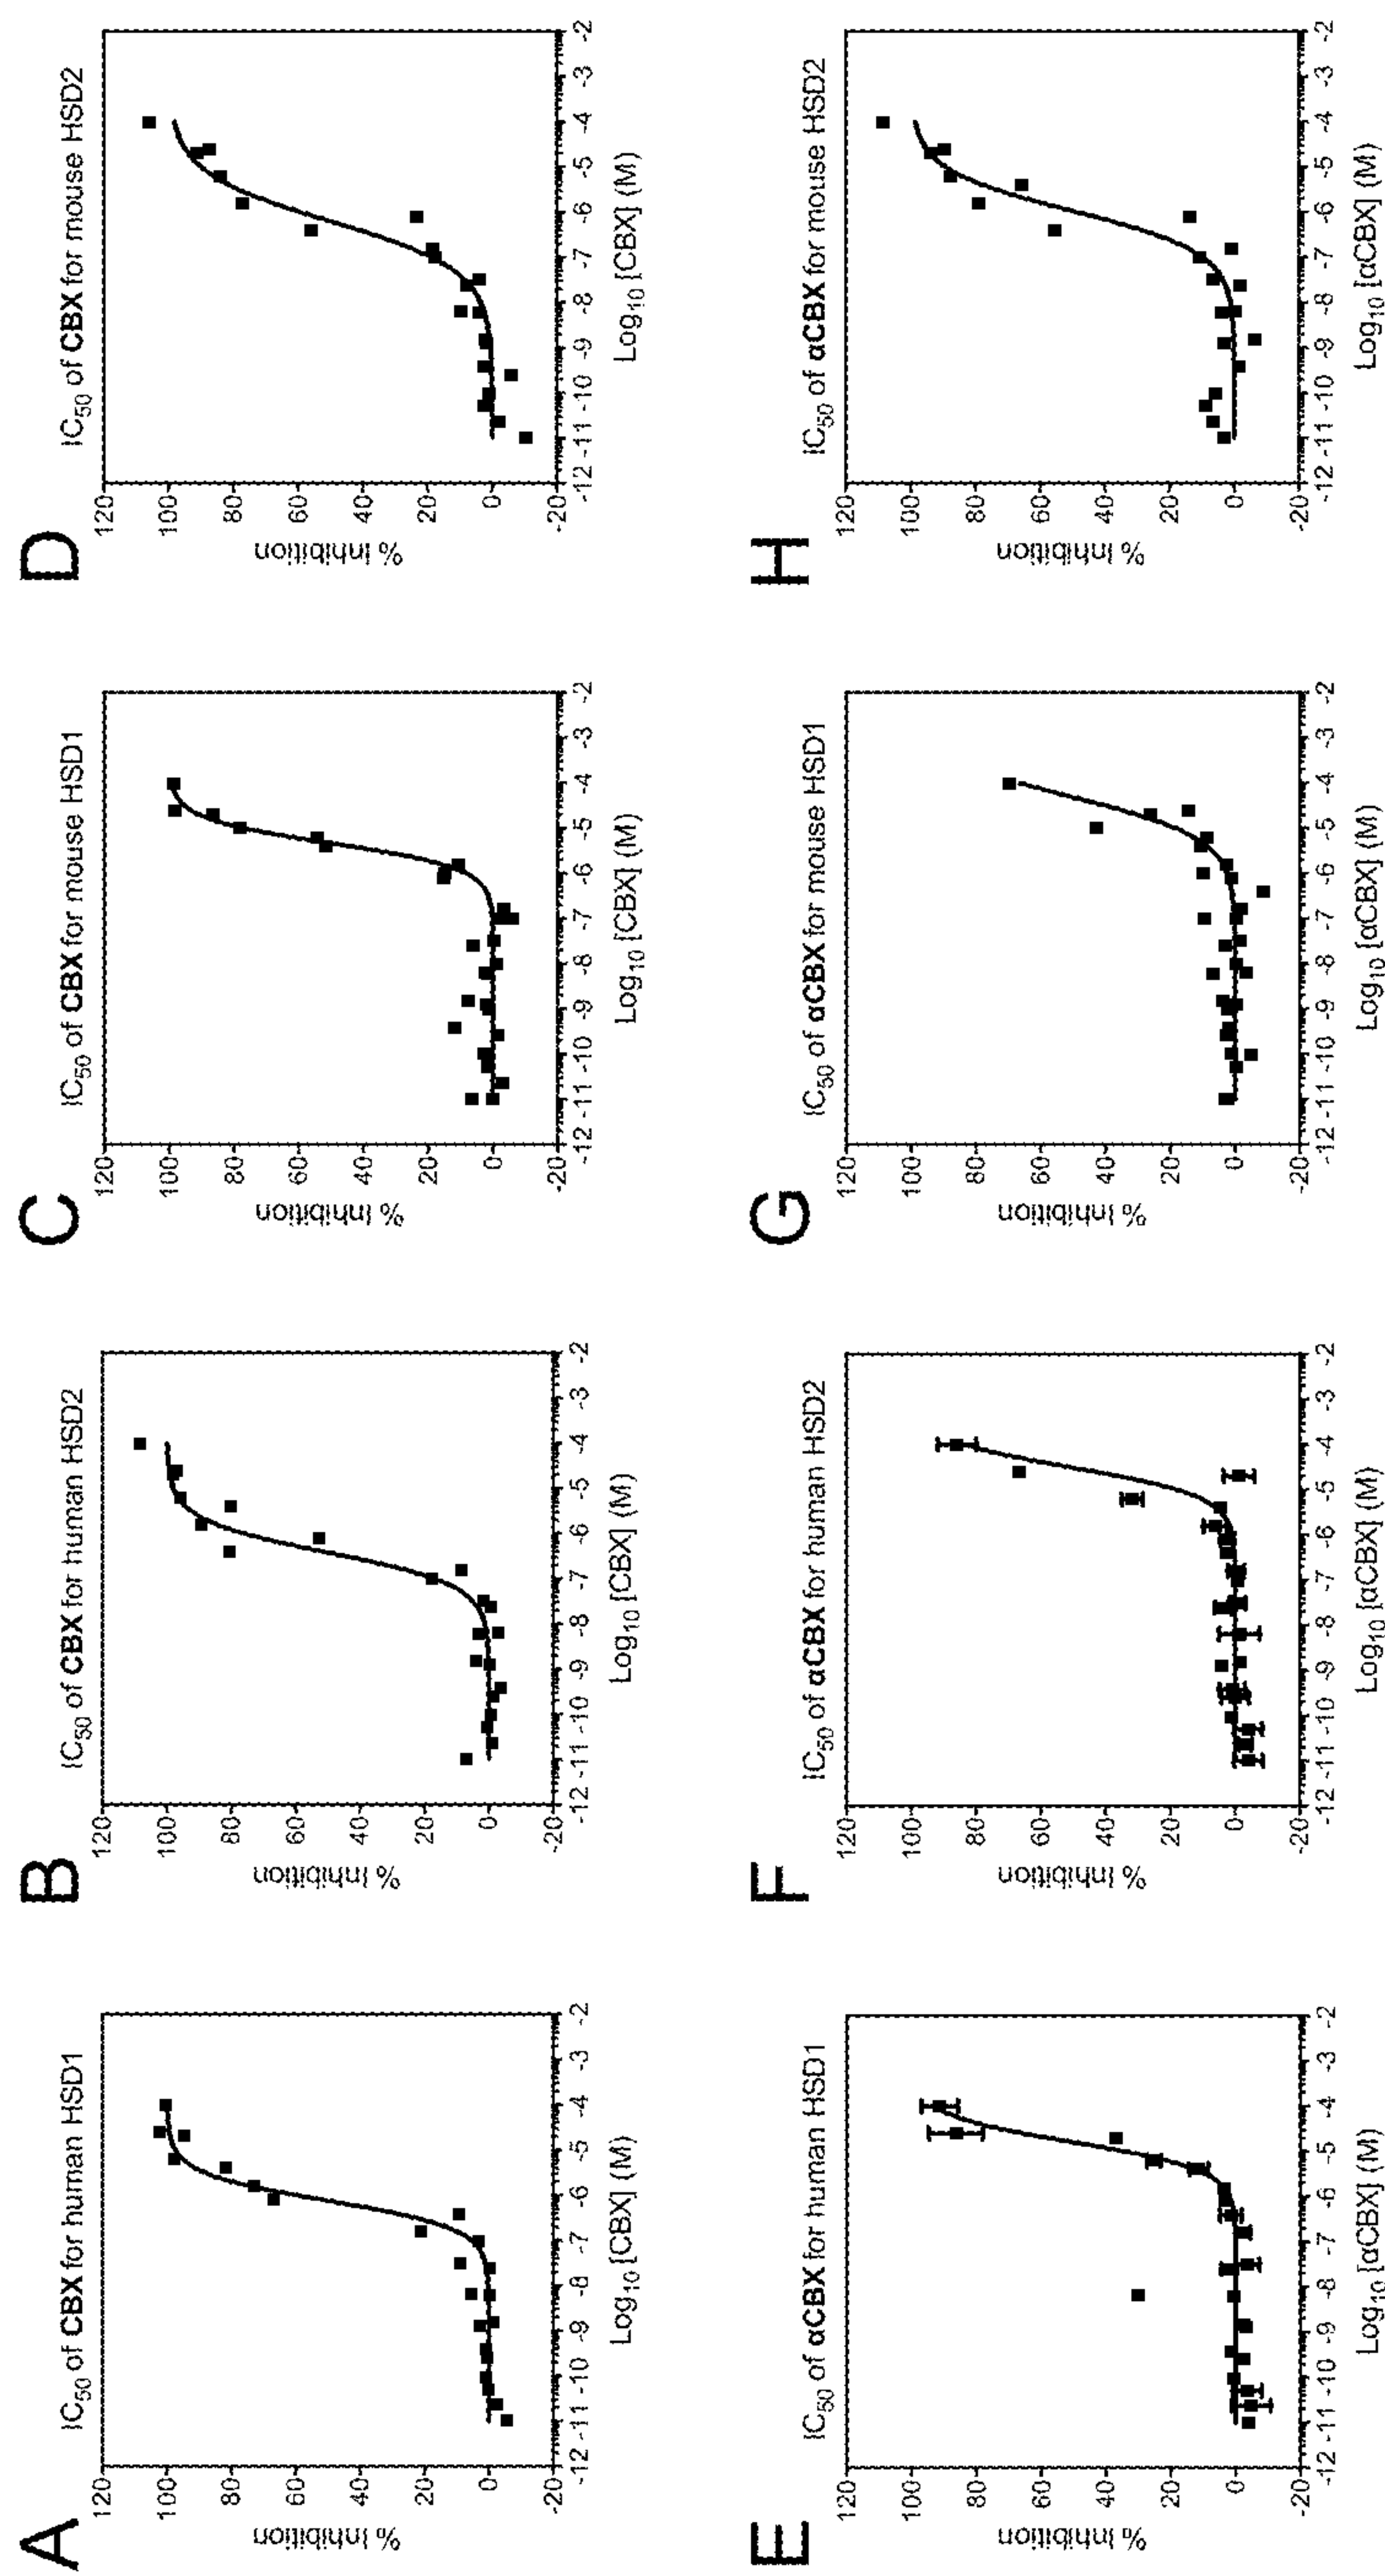 A
IC50 of CBX for human HSD1
% Inhibition
120
100
80
60
40
20
0
-20
-12 -11 -10 -9 -8 -7 -6 -5 -4 -3 -2
Log10 [CBX] (M)
B
IC50 of CBX for human HSD2
% Inhibition
120
100
80
60
40
20
0
-20
-12 -11 -10 -9 -8 -7 -6 -5 -4 -3 -2
Log10 [CBX] (M)
C
IC50 of CBX for mouse HSD1
% Inhibition
120
100
80
60
40
20
0
-20
-12 -11 -10 -9 -8 -7 -6 -5 -4 -3 -2
Log10 [CBX] (M)
D
IC50 of CBX for mouse HSD2
% Inhibition
120
100
80
60
40
20
0
-20
-12 -11 -10 -9 -8 -7 -6 -5 -4 -3 -2
Log10 [CBX] (M)
E
IC50 of αCBX for human HSD1
% Inhibition
120
100
80
60
40
20
0
-20
-12 -11 -10 -9 -8 -7 -6 -5 -4 -3 -2
Log10 [αCBX] (M)
F
IC50 of αCBX for human HSD2
% Inhibition
120
100
80
60
40
20
0
-20
-12 -11 -10 -9 -8 -7 -6 -5 -4 -3 -2
Log10 [αCBX] (M)
G
IC50 of αCBX for mouse HSD1
% Inhibition
120
100
80
60
40
20
0
-20
-12 -11 -10 -9 -8 -7 -6 -5 -4 -3 -2
Log10 [αCBX] (M)
H
IC50 of αCBX for mouse HSD2
% Inhibition
120
100
80
60
40
20
0
-20
-12 -11 -10 -9 -8 -7 -6 -5 -4 -3 -2
Log10 [αCBX] (M)